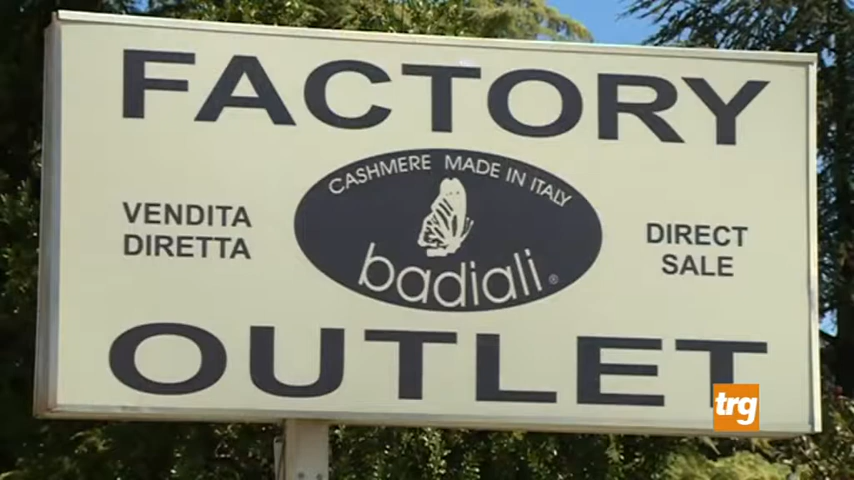 FACTORY
CASHMERE MADE IN ITALY
VENDITA
DIRETTA
badiali®
DIRECT
SALE
OUTLET
trg